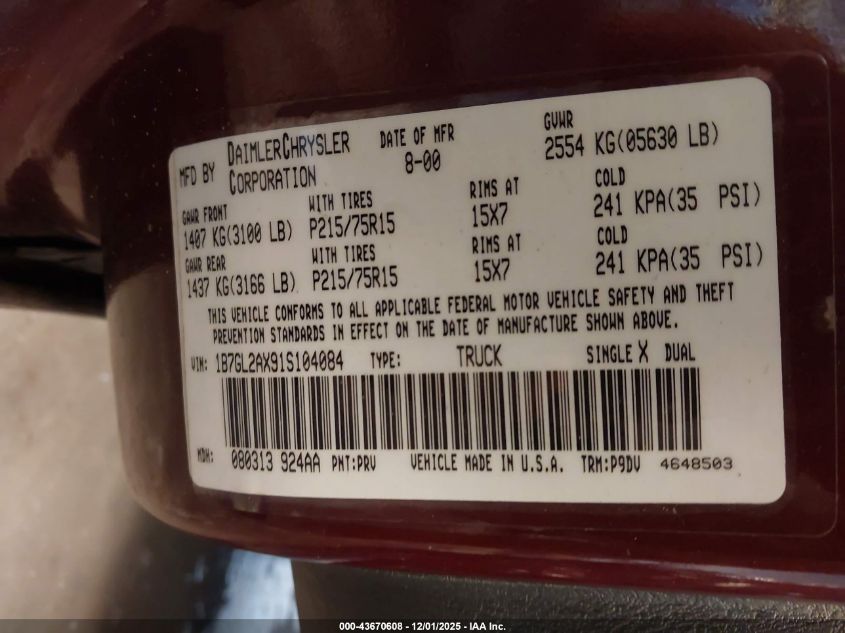 MFD BY DAIMLERCHRYSLER CORPORATION DATE OF MFR 8-00 GVWR 2554 KG(05630 LB)
GAWR FRONT WITH TIRES RIMS AT COLD
1407 KG(3100 LB) P215/75R15 15X7 241 KPA(35 PSI)
GAWR REAR WITH TIRES RIMS AT COLD
1437 KG(3166 LB) P215/75R15 15X7 241 KPA(35 PSI)
THIS VEHICLE CONFORMS TO ALL APPLICABLE FEDERAL MOTOR VEHICLE SAFETY AND THEFT
PREVENTION STANDARDS IN EFFECT ON THE DATE OF MANUFACTURE SHOWN ABOVE.
VIN: 1B7GL2AX91S104084 TYPE: TRUCK SINGLE X DUAL
MDH: 080313 924AA PNT:PRV VEHICLE MADE IN U.S.A. TRM:P9DV 4648503
000-43670608 - 12/01/2025 - IAA Inc.